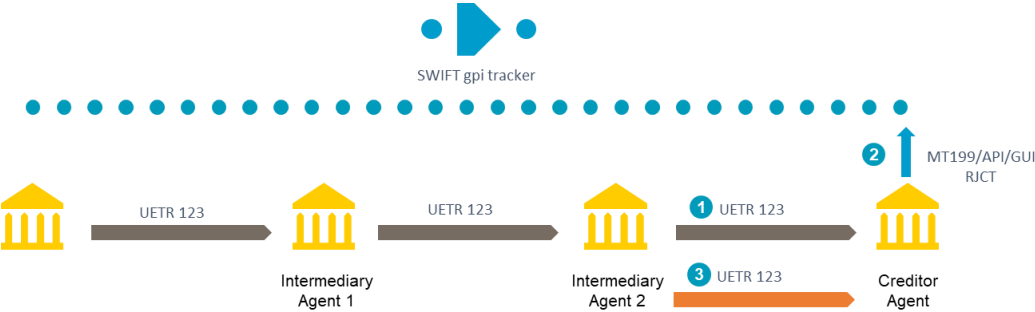 SWIFT gpi tracker
2
MT199/API/GUI
RJCT
UETR 123
UETR 123
1 UETR 123
3 UETR 123
Intermediary
Agent 1
Intermediary
Agent 2
Creditor
Agent